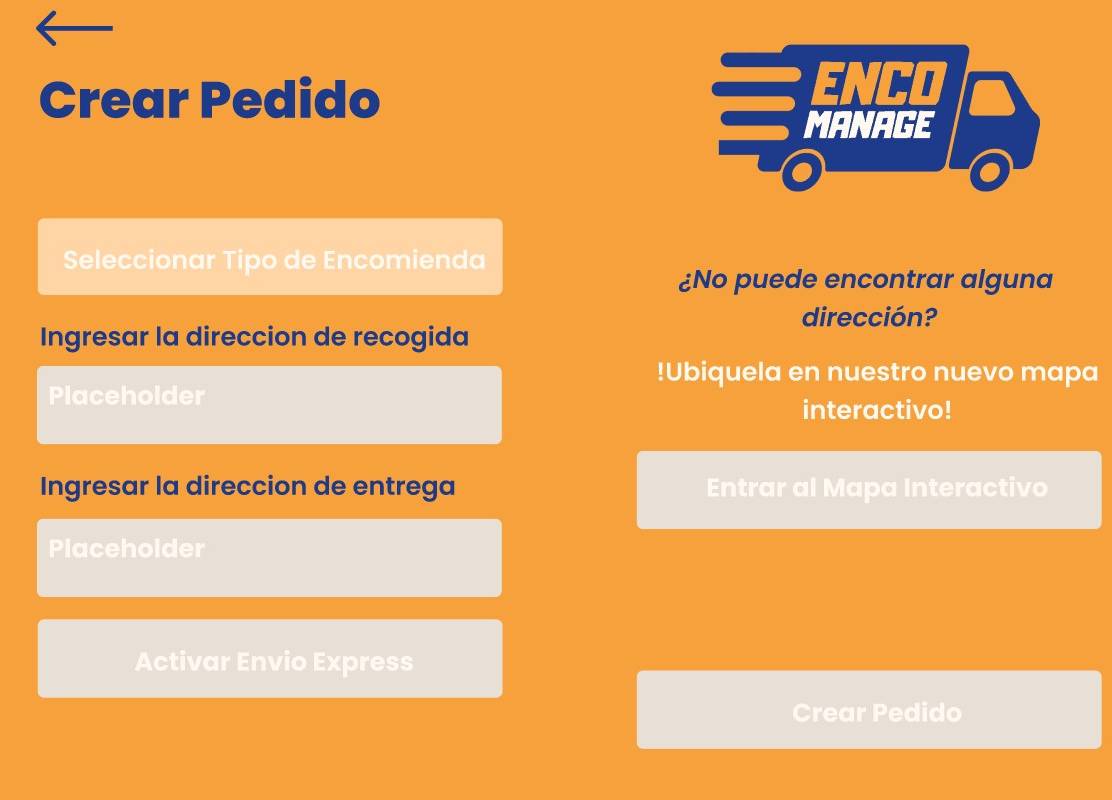 Crear Pedido
Seleccionar Tipo de Encomienda
Ingresar la direccion de recogida
Placeholder
Ingresar la direccion de entrega
Placeholder
Activar Envio Express
ENCO
MANAGE
¿No puede encontrar alguna
dirección?
!Ubiquela en nuestro nuevo mapa
interactivo!
Entrar al Mapa Interactivo
Crear Pedido